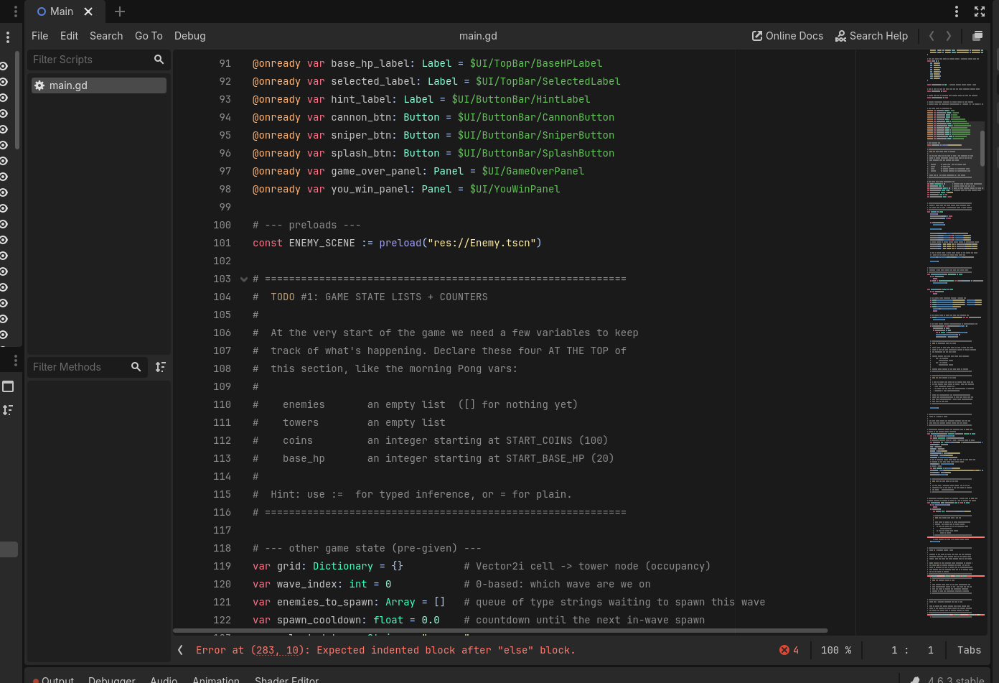 Main
File Edit Search Go To Debug
main.gd
Online Docs Search Help
Filter Scripts
main.gd
Filter Methods
91 @onready var base_hp_label: Label = $UI/TopBar/BaseHPLabel
92 @onready var selected_label: Label = $UI/TopBar/SelectedLabel
93 @onready var hint_label: Label = $UI/ButtonBar/HintLabel
94 @onready var cannon_btn: Button = $UI/ButtonBar/CannonButton
95 @onready var sniper_btn: Button = $UI/ButtonBar/SniperButton
96 @onready var splash_btn: Button = $UI/ButtonBar/SplashButton
97 @onready var game_over_panel: Panel = $UI/GameOverPanel
98 @onready var you_win_panel: Panel = $UI/YouWinPanel
99
100 # --- preloads ---
101 const ENEMY_SCENE := preload("res://Enemy.tscn")
102
103 # ============================================================
104 #  TODO #1: GAME STATE LISTS + COUNTERS
105 #
106 #  At the very start of the game we need a few variables to keep
107 #  track of what's happening. Declare these four AT THE TOP of
108 #  this section, like the morning Pong vars:
109 #
110 #    enemies       an empty list  ([] for nothing yet)
111 #    towers        an empty list
112 #    coins         an integer starting at START_COINS (100)
113 #    base_hp       an integer starting at START_BASE_HP (20)
114 #
115 #  Hint: use :=  for typed inference, or = for plain.
116 # ============================================================
117
118 # --- other game state (pre-given) ---
119 var grid: Dictionary = {}          # Vector2i cell -> tower node (occupancy)
120 var wave_index: int = 0            # 0-based: which wave are we on
121 var enemies_to_spawn: Array = []   # queue of type strings waiting to spawn this wave
122 var spawn_cooldown: float = 0.0    # countdown until the next in-wave spawn
Error at (283, 10): Expected indented block after "else" block.
4 100 % 1 : 1 Tabs
Output Debugger Audio Animation Shader Editor
4.6.3.stable